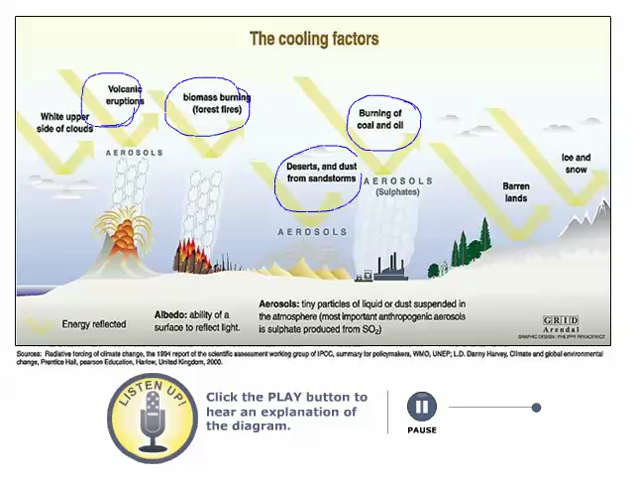 The cooling factors
White upper
side of clouds
Volcanic
eruptions
AEROSOLS
biomass burning
(forest fires)
Deserts, and dust
from sandstorms
AEROSOLS
Burning of
coal and oil
AEROSOLS
(Sulphates)
Barren
lands
Ice and
snow
Energy reflected
Albedo: ability of a
surface to reflect light.
Aerosols: tiny particles of liquid or dust suspended in
the atmosphere (most important anthropogenic aerosols
is sulphate produced from SO2)
GRID
Arendal
GRAPHIC DESIGN: PHILIPPE REKACEWICZ
Sources: Radiative forcing of climate change, the 1994 report of the scientific assessment working group of IPCC, summary for policymakers, WMO, UNEP; L.D. Danny Harvey, Climate and global environmental
change, Prentice Hall, pearson Education, Harlow, United Kingdom, 2000.
LISTEN UP!
Click the PLAY button to
hear an explanation of
the diagram.
PAUSE